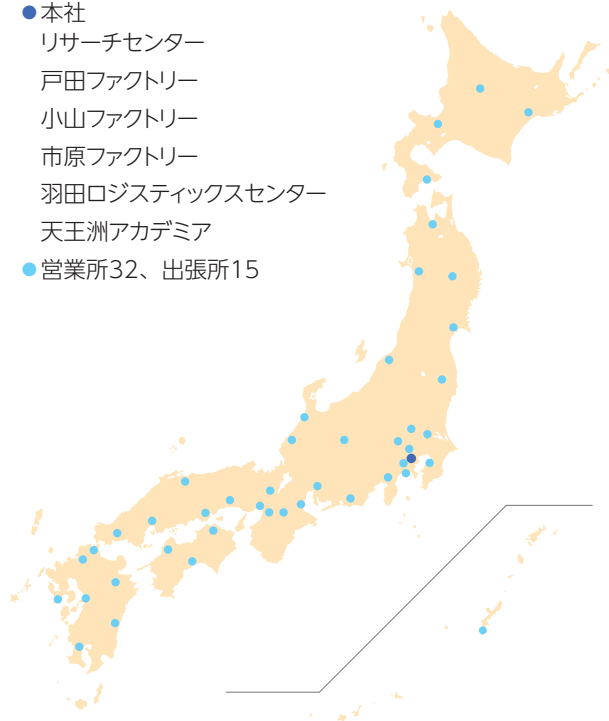 本社
リサーチセンター
戸田ファクトリー
小山ファクトリー
市原ファクトリー
羽田ロジスティックスセンター
天王洲アカデミア
営業所32、出張所15